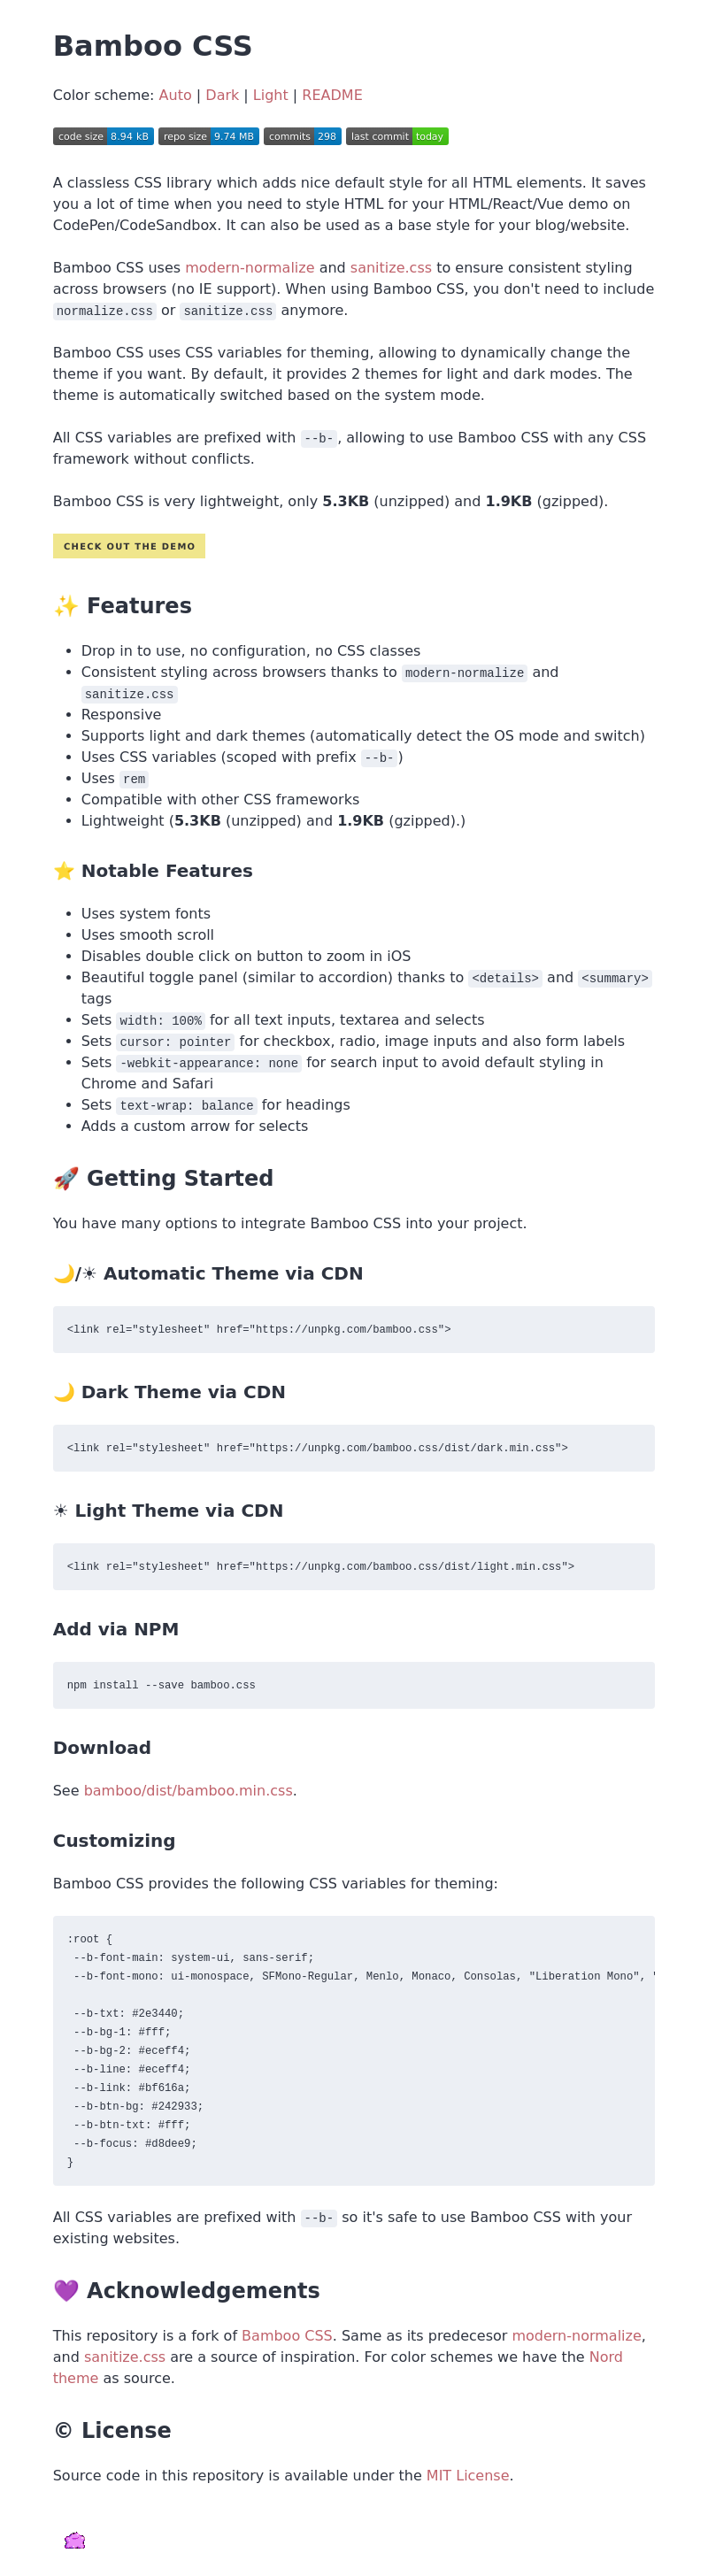 Bamboo CSS
Color scheme: Auto | Dark | Light | README
code size 8.94 kB repo size 9.74 MB commits 298 last commit today
A classless CSS library which adds nice default style for all HTML elements. It saves
you a lot of time when you need to style HTML for your HTML/React/Vue demo on
CodePen/CodeSandbox. It can also be used as a base style for your blog/website.
Bamboo CSS uses modern-normalize and sanitize.css to ensure consistent styling
across browsers (no IE support). When using Bamboo CSS, you don't need to include
normalize.css or sanitize.css anymore.
Bamboo CSS uses CSS variables for theming, allowing to dynamically change the
theme if you want. By default, it provides 2 themes for light and dark modes. The
theme is automatically switched based on the system mode.
All CSS variables are prefixed with --b-, allowing to use Bamboo CSS with any CSS
framework without conflicts.
Bamboo CSS is very lightweight, only 5.3KB (unzipped) and 1.9KB (gzipped).
CHECK OUT THE DEMO
✨ Features
• Drop in to use, no configuration, no CSS classes
• Consistent styling across browsers thanks to modern-normalize and
sanitize.css
• Responsive
• Supports light and dark themes (automatically detect the OS mode and switch)
• Uses CSS variables (scoped with prefix --b-)
• Uses rem
• Compatible with other CSS frameworks
• Lightweight (5.3KB (unzipped) and 1.9KB (gzipped).)
⭐ Notable Features
• Uses system fonts
• Uses smooth scroll
• Disables double click on button to zoom in iOS
• Beautiful toggle panel (similar to accordion) thanks to <details> and <summary>
tags
• Sets width: 100% for all text inputs, textarea and selects
• Sets cursor: pointer for checkbox, radio, image inputs and also form labels
• Sets -webkit-appearance: none for search input to avoid default styling in
Chrome and Safari
• Sets text-wrap: balance for headings
• Adds a custom arrow for selects
🚀 Getting Started
You have many options to integrate Bamboo CSS into your project.
🌙/☀ Automatic Theme via CDN
<link rel="stylesheet" href="https://unpkg.com/bamboo.css">
🌙 Dark Theme via CDN
<link rel="stylesheet" href="https://unpkg.com/bamboo.css/dist/dark.min.css">
☀ Light Theme via CDN
<link rel="stylesheet" href="https://unpkg.com/bamboo.css/dist/light.min.css">
Add via NPM
npm install --save bamboo.css
Download
See bamboo/dist/bamboo.min.css.
Customizing
Bamboo CSS provides the following CSS variables for theming:
:root {
--b-font-main: system-ui, sans-serif;
--b-font-mono: ui-monospace, SFMono-Regular, Menlo, Monaco, Consolas, "Liberation Mono", "
--b-txt: #2e3440;
--b-bg-1: #fff;
--b-bg-2: #eceff4;
--b-line: #eceff4;
--b-link: #bf616a;
--b-btn-bg: #242933;
--b-btn-txt: #fff;
--b-focus: #d8dee9;
}
All CSS variables are prefixed with --b- so it's safe to use Bamboo CSS with your
existing websites.
💜 Acknowledgements
This repository is a fork of Bamboo CSS. Same as its predecesor modern-normalize,
and sanitize.css are a source of inspiration. For color schemes we have the Nord
theme as source.
© License
Source code in this repository is available under the MIT License.